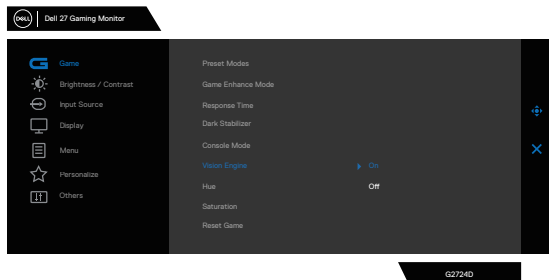 DELL Dell 27 Gaming Monitor
Game
Brightness / Contrast
Input Source
Display
Menu
Personalize
Others
Preset Modes
Game Enhance Mode
Response Time
Dark Stabilizer
Console Mode
Vision Engine On
Hue Off
Saturation
Reset Game
G2724D